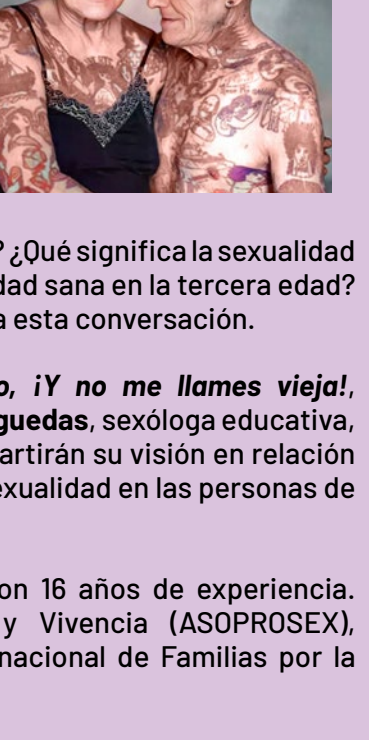 ? ¿Qué significa la sexualidad
dad sana en la tercera edad?
a esta conversación.
o, ¡Y no me llames vieja!,
guedas, sexóloga educativa,
artirán su visión en relación
exualidad en las personas de
on 16 años de experiencia.
y Vivencia (ASOPROSEX),
nacional de Familias por la